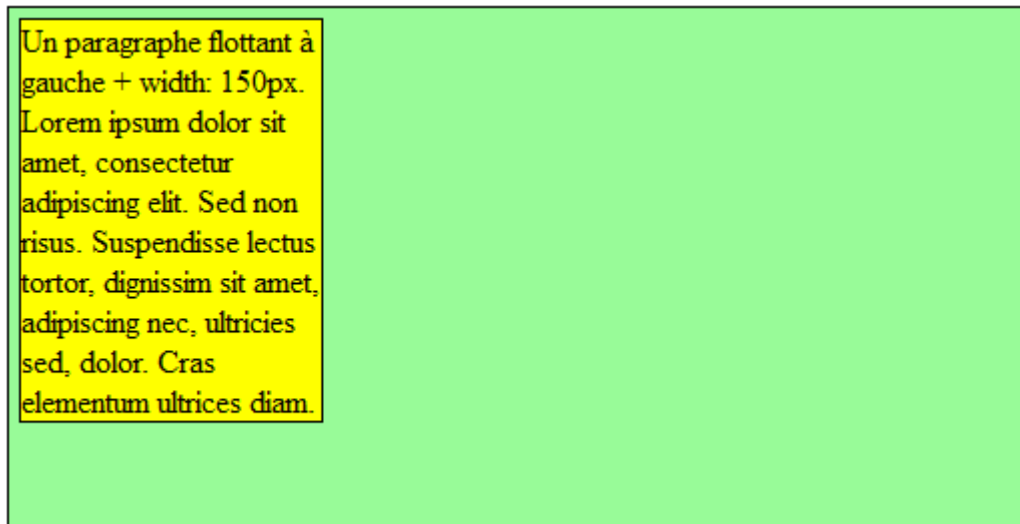 Un paragraphe flottant à
gauche + width: 150px.
Lorem ipsum dolor sit
amet, consectetur
adipiscing elit. Sed non
risus. Suspendisse lectus
tortor, dignissim sit amet,
adipiscing nec, ultricies
sed, dolor. Cras
elementum ultrices diam.